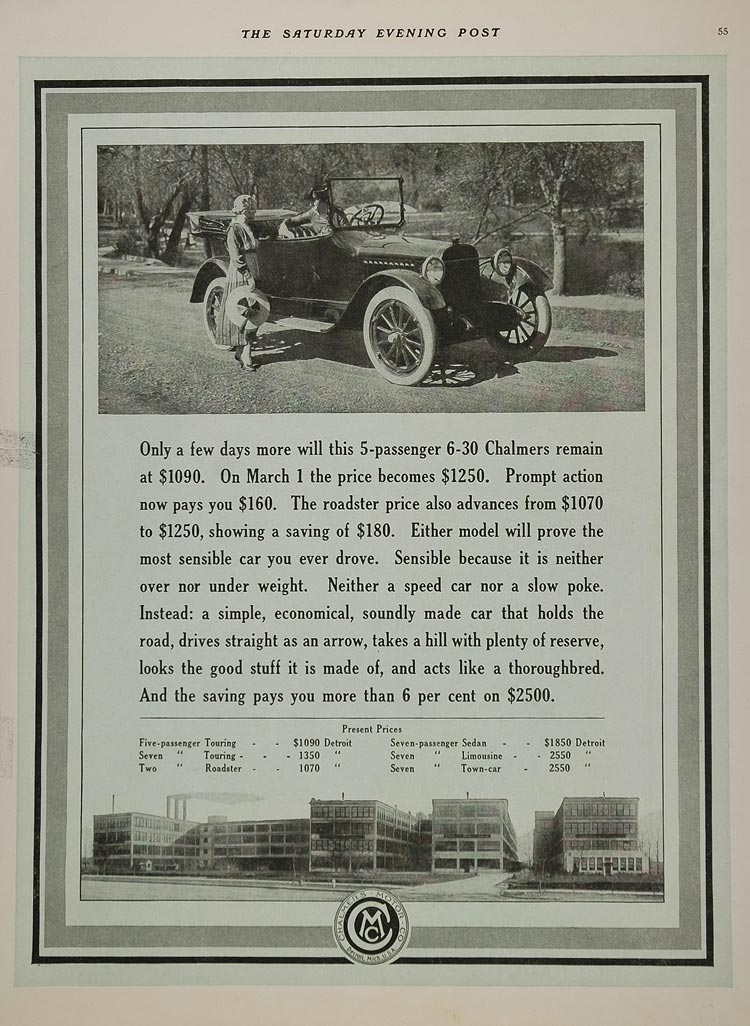 THE SATURDAY EVENING POST
55
Only a few days more will this 5-passenger 6-30 Chalmers remain
at $1090. On March 1 the price becomes $1250. Prompt action
now pays you $160. The roadster price also advances from $1070
to $1250, showing a saving of $180. Either model will prove the
most sensible car you ever drove. Sensible because it is neither
over nor under weight. Neither a speed car nor a slow poke.
Instead: a simple, economical, soundly made car that holds the
road, drives straight as an arrow, takes a hill with plenty of reserve,
looks the good stuff it is made of, and acts like a thoroughbred.
And the saving pays you more than 6 per cent on $2500.
Present Prices
Five-passenger Touring - - $1090 Detroit
Seven “ Touring - - 1350 “
Two “ Roadster - - 1070 “
Seven-passenger Sedan - - $1850 Detroit
Seven “ Limousine - - 2550 “
Seven “ Town-car - 2550 “
CHALMERS MOTOR CO
CMCo
Detroit, Mich. U.S.A.